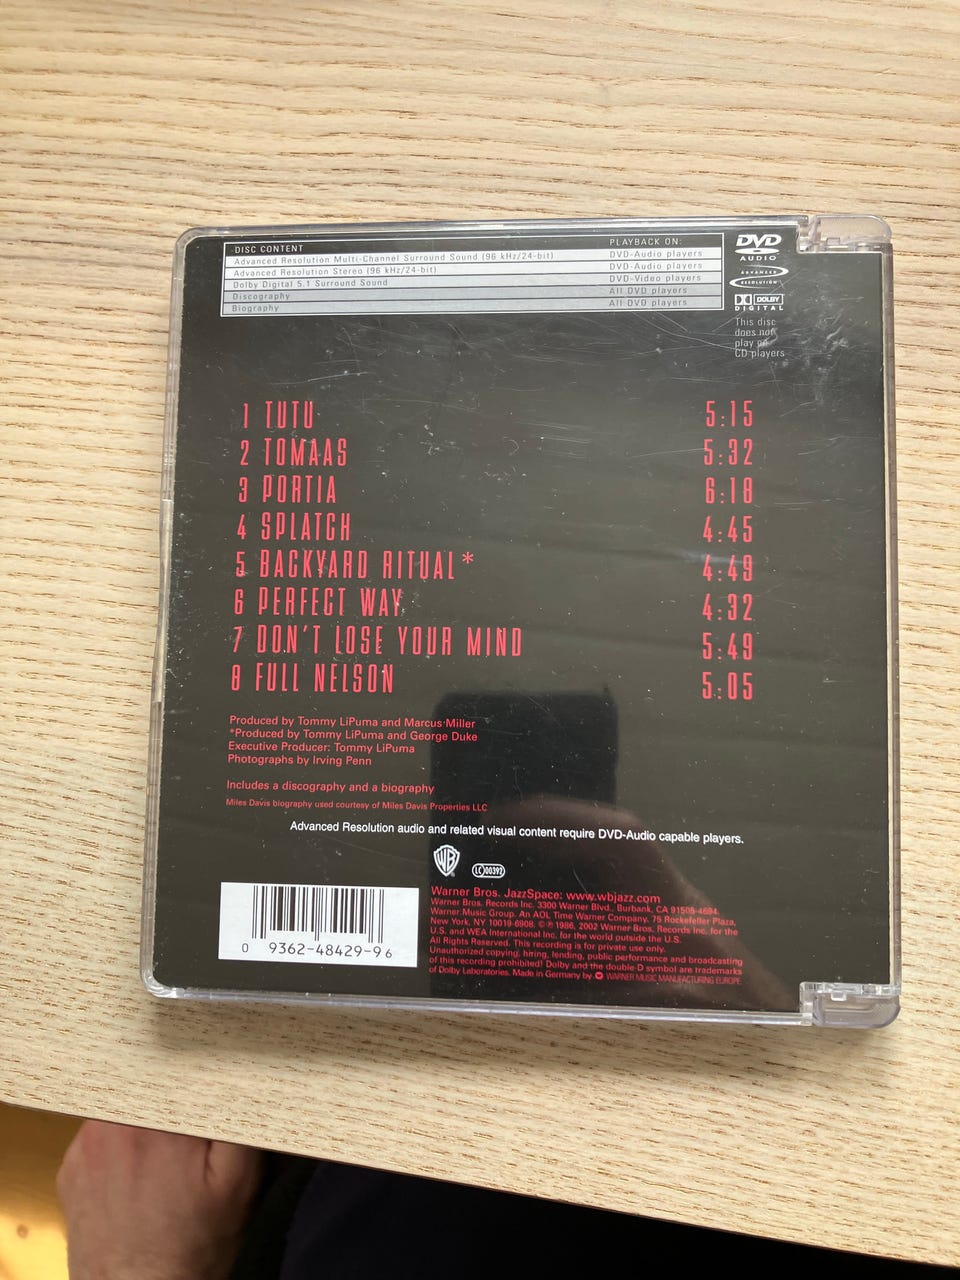 DISC CONTENT PLAYBACK ON:
Advanced Resolution Multi-Channel Surround Sound (96 kHz/24-bit) DVD-Audio players
Advanced Resolution Stereo (96 kHz/24-bit) DVD-Audio players
Dolby Digital 5.1 Surround Sound DVD-Video players
Discography All DVD players
Biography All DVD players
DVD
AUDIO
ADVANCED
RESOLUTION
DOLBY
DIGITAL
This disc
does not
play on
CD players
1 TUTU 5:15
2 TOMAAS 5:32
3 PORTIA 6:18
4 SPLATCH 4:45
5 BACKYARD RITUAL* 4:49
6 PERFECT WAY 4:32
7 DON'T LOSE YOUR MIND 5:49
8 FULL NELSON 5:05
Produced by Tommy LiPuma and Marcus Miller
*Produced by Tommy LiPuma and George Duke
Executive Producer: Tommy LiPuma
Photographs by Irving Penn
Includes a discography and a biography
Miles Davis biography used courtesy of Miles Davis Properties LLC
Advanced Resolution audio and related visual content require DVD-Audio capable players.
WB
LC 00392
0 9362-48429-9 6
Warner Bros. JazzSpace: www.wbjazz.com
Warner Bros. Records Inc. 3300 Warner Blvd., Burbank, CA 91505-4694.
Warner Music Group. An AOL Time Warner Company. 75 Rockefeller Plaza,
New York, NY 10019-6908. © ℗ 1986, 2002 Warner Bros. Records Inc. for the
U.S. and WEA International Inc. for the world outside the U.S.
All Rights Reserved. This recording is for private use only.
Unauthorized copying, hiring, lending, public performance and broadcasting
of this recording prohibited! Dolby and the double-D symbol are trademarks
of Dolby Laboratories. Made in Germany by WARNER MUSIC MANUFACTURING EUROPE.